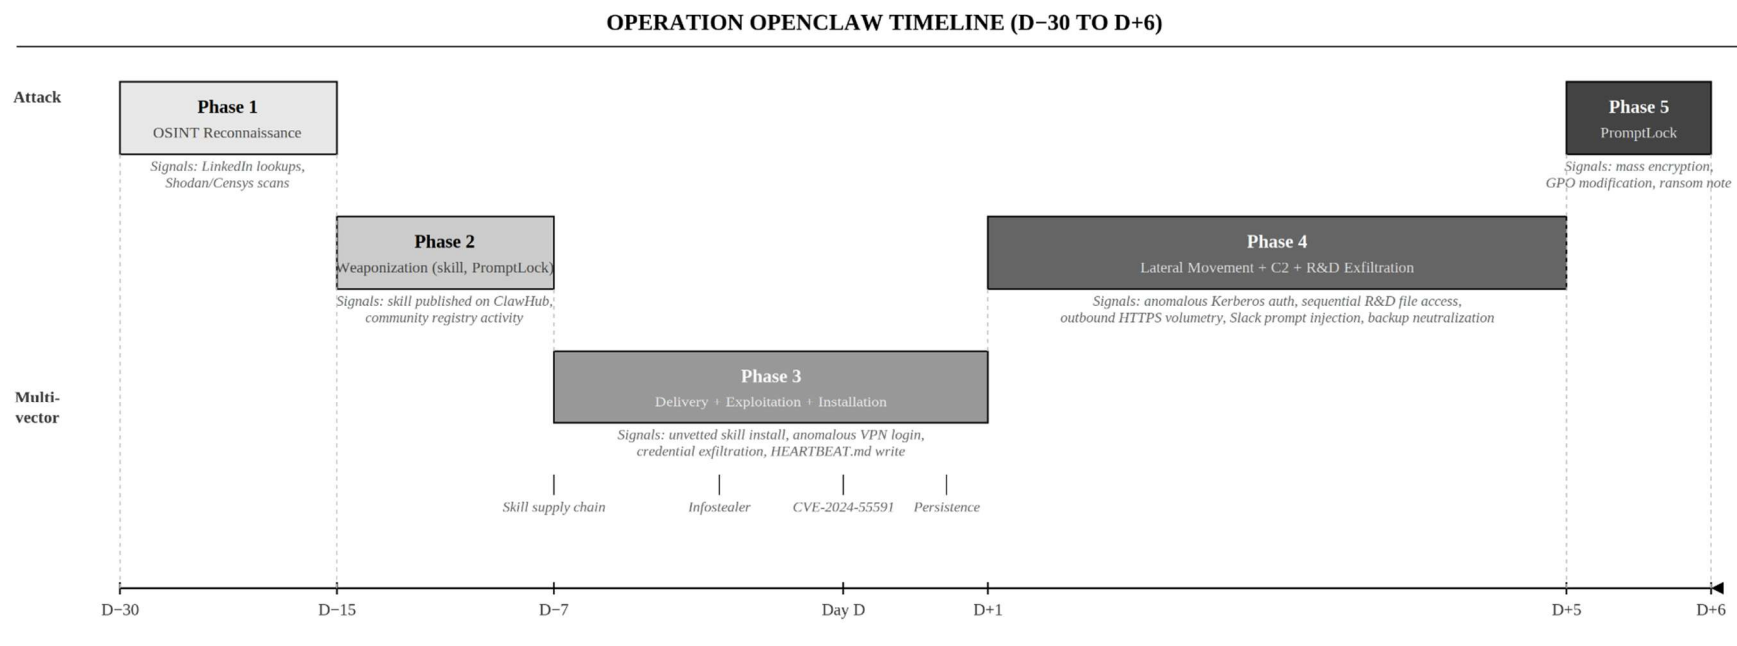 OPERATION OPENCLAW TIMELINE (D−30 TO D+6)
Attack
Phase 1
OSINT Reconnaissance
Signals: LinkedIn lookups,
Shodan/Censys scans
Phase 5
PromptLock
Signals: mass encryption,
GPO modification, ransom note
Phase 2
Weaponization (skill, PromptLock)
Signals: skill published on ClawHub,
community registry activity
Phase 4
Lateral Movement + C2 + R&D Exfiltration
Signals: anomalous Kerberos auth, sequential R&D file access,
outbound HTTPS volumetry, Slack prompt injection, backup neutralization
Multi-
vector
Phase 3
Delivery + Exploitation + Installation
Signals: unvetted skill install, anomalous VPN login,
credential exfiltration, HEARTBEAT.md write
Skill supply chain
Infostealer
CVE-2024-55591
Persistence
D−30
D−15
D−7
Day D
D+1
D+5
D+6